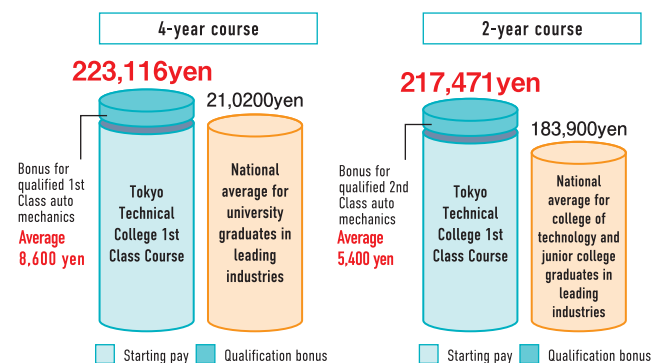 4-year course
223,116yen
21,0200yen
Bonus for
qualified 1st
Class auto
mechanics
Average
8,600 yen
Tokyo
Technical
College 1st
Class Course
National
average for
university
graduates in
leading
industries
Starting pay
Qualification bonus
2-year course
217,471yen
183,900yen
Bonus for
qualified 2nd
Class auto
mechanics
Average
5,400 yen
Tokyo
Technical
College 1st
Class Course
National
average for
college of
technology and
junior college
graduates in
leading
industries
Starting pay
Qualification bonus